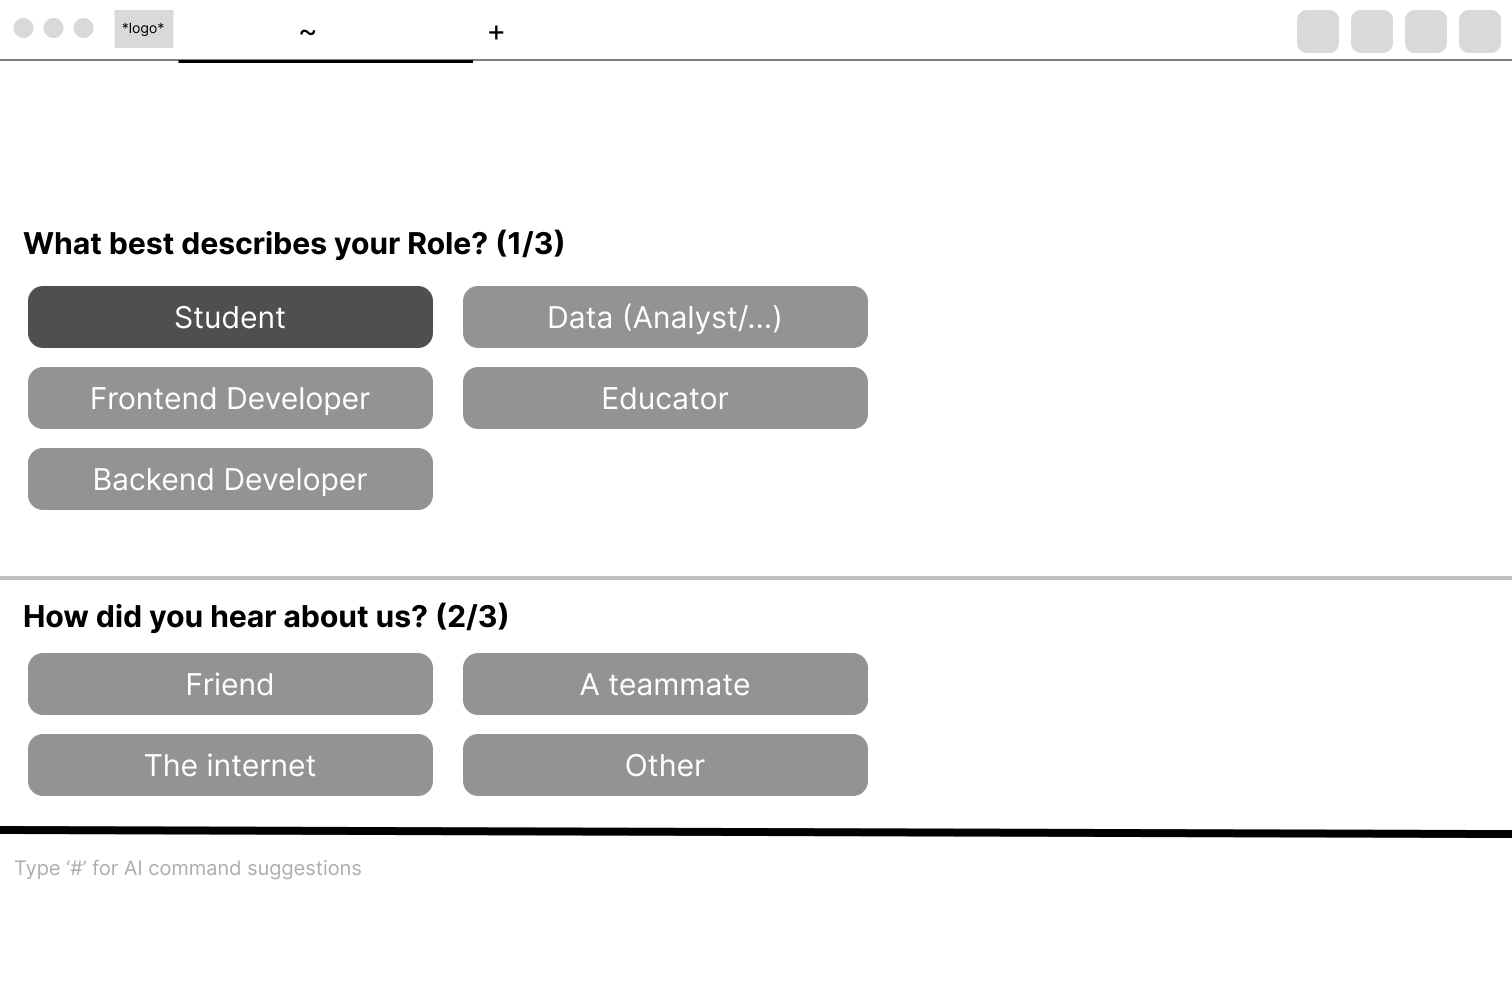 *logo*
~
+
What best describes your Role? (1/3)
Student
Data (Analyst/...)
Frontend Developer
Educator
Backend Developer
How did you hear about us? (2/3)
Friend
A teammate
The internet
Other
Type ‘#’ for AI command suggestions